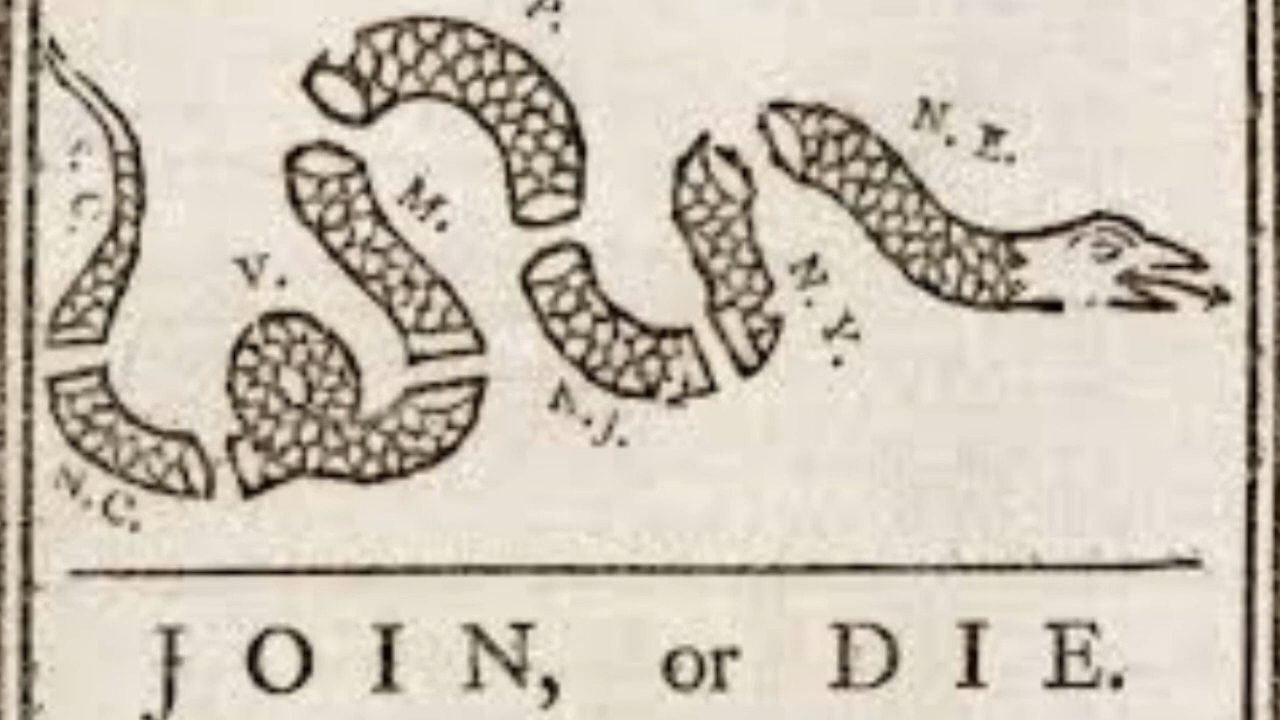 P.
N. E.
S. C.
M.
V.
N. Y.
N. J.
N. C.
JOIN, or DIE.